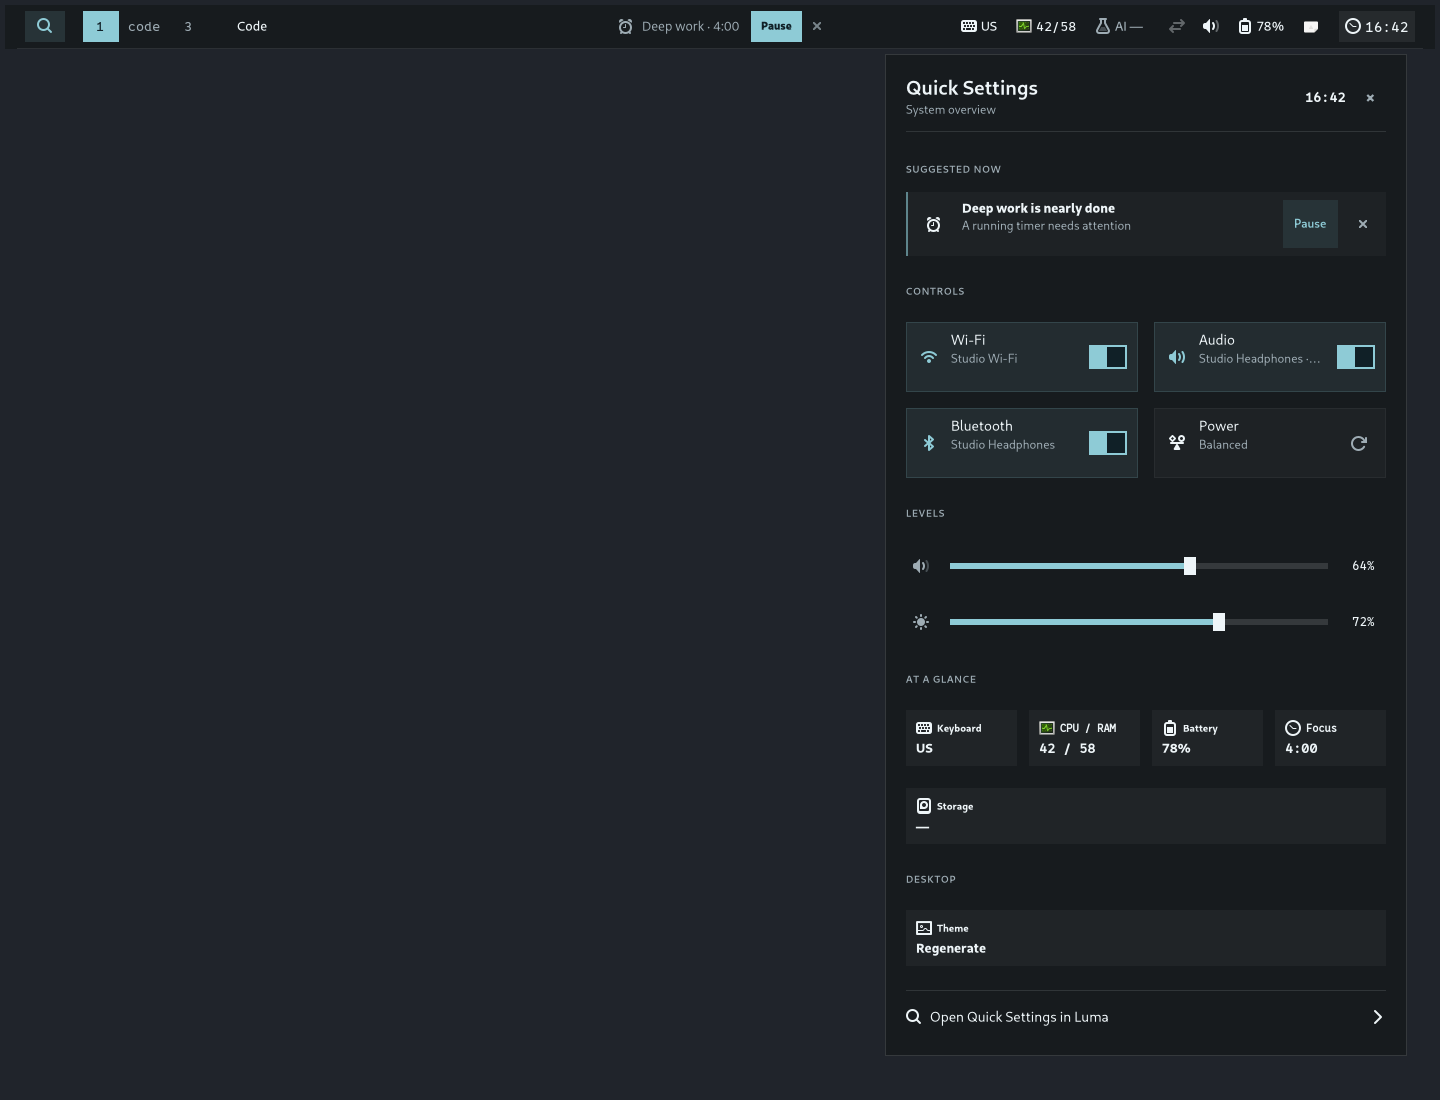 1 code 3 Code Deep work · 4:00 Pause × US 42/58 AI — 78% 16:42
Quick Settings
System overview
16:42 ×
SUGGESTED NOW
Deep work is nearly done
A running timer needs attention
Pause ×
CONTROLS
Wi-Fi
Studio Wi-Fi
Audio
Studio Headphones ·…
Bluetooth
Studio Headphones
Power
Balanced
LEVELS
64%
72%
AT A GLANCE
Keyboard
US
CPU / RAM
42 / 58
Battery
78%
Focus
4:00
Storage
—
DESKTOP
Theme
Regenerate
Open Quick Settings in Luma